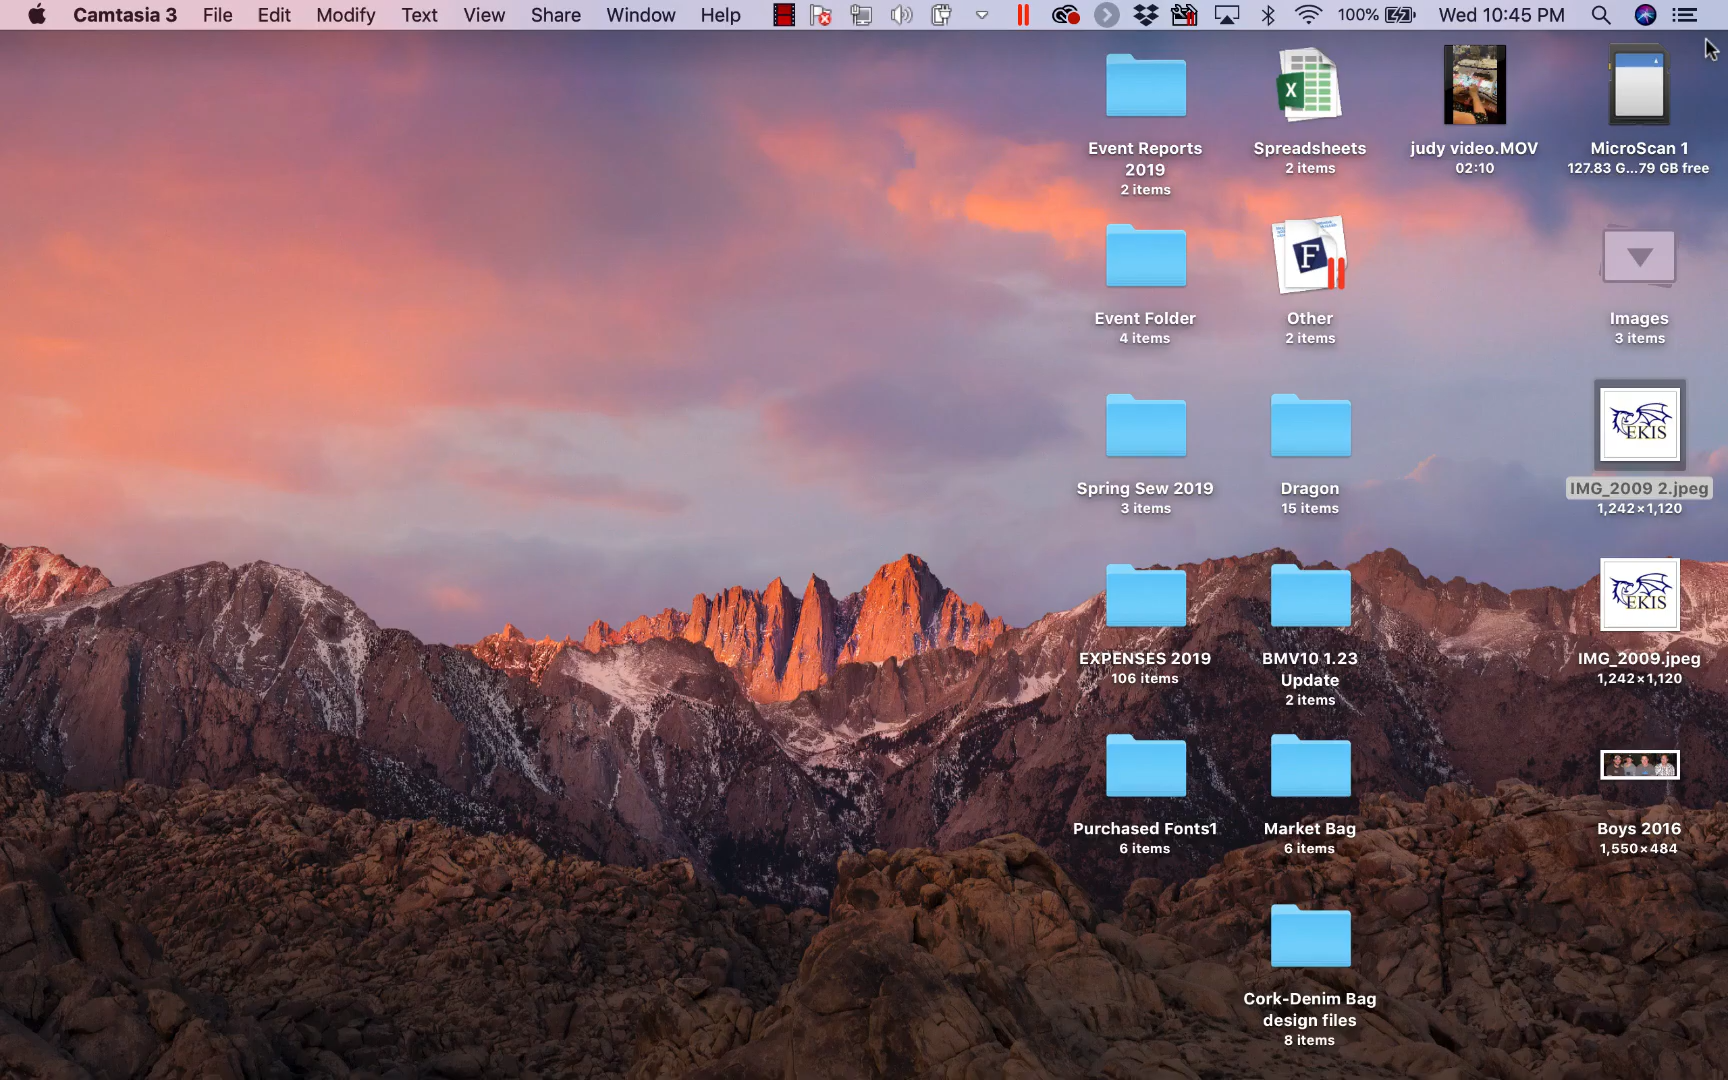 Camtasia 3 File Edit Modify Text View Share Window Help 100% Wed 10:45 PM
Event Reports
2019
2 items
Spreadsheets
2 items
judy video.MOV
02:10
MicroScan 1
127.83 G...79 GB free
Event Folder
4 items
Other
2 items
Images
3 items
Spring Sew 2019
3 items
Dragon
15 items
EKIS
IMG_2009 2.jpeg
1,242×1,120
EXPENSES 2019
106 items
BMV10 1.23
Update
2 items
EKIS
IMG_2009.jpeg
1,242×1,120
Purchased Fonts1
6 items
Market Bag
6 items
Boys 2016
1,550×484
Cork-Denim Bag
design files
8 items